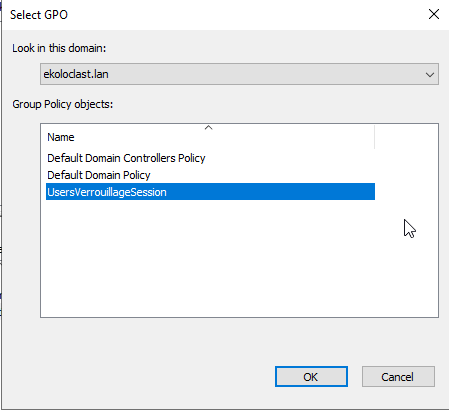 Select GPO
Look in this domain:
ekoloclast.lan
Group Policy objects:
Name
Default Domain Controllers Policy
Default Domain Policy
UsersVerrouillageSession
OK
Cancel